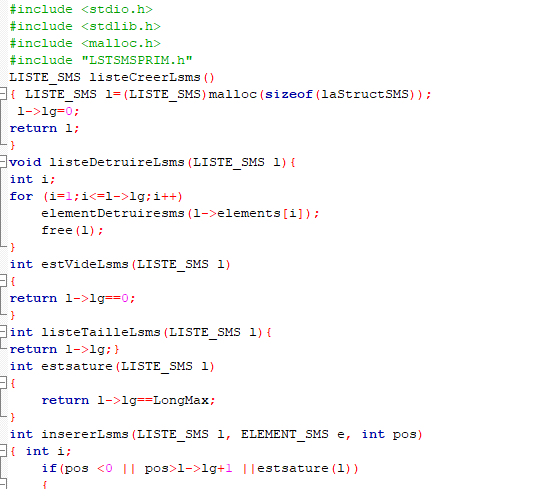 #include <stdio.h>
#include <stdlib.h>
#include <malloc.h>
#include "LSTSMSPRIM.h"
LISTE_SMS listeCreerLsms()
{ LISTE_SMS l=(LISTE_SMS)malloc(sizeof(laStructSMS));
l->lg=0;
return l;
}
void listeDetruireLsms(LISTE_SMS l){
int i;
for (i=1;i<=l->lg;i++)
elementDetruiresms(l->elements[i]);
free(l);
}
int estVideLsms(LISTE_SMS l)
{
return l->lg==0;
}
int listeTailleLsms(LISTE_SMS l){
return l->lg;}
int estsature(LISTE_SMS l)
{
return l->lg==LongMax;
}
int insererLsms(LISTE_SMS l, ELEMENT_SMS e, int pos)
{ int i;
if(pos <0 || pos>l->lg+1 ||estsature(l))
{